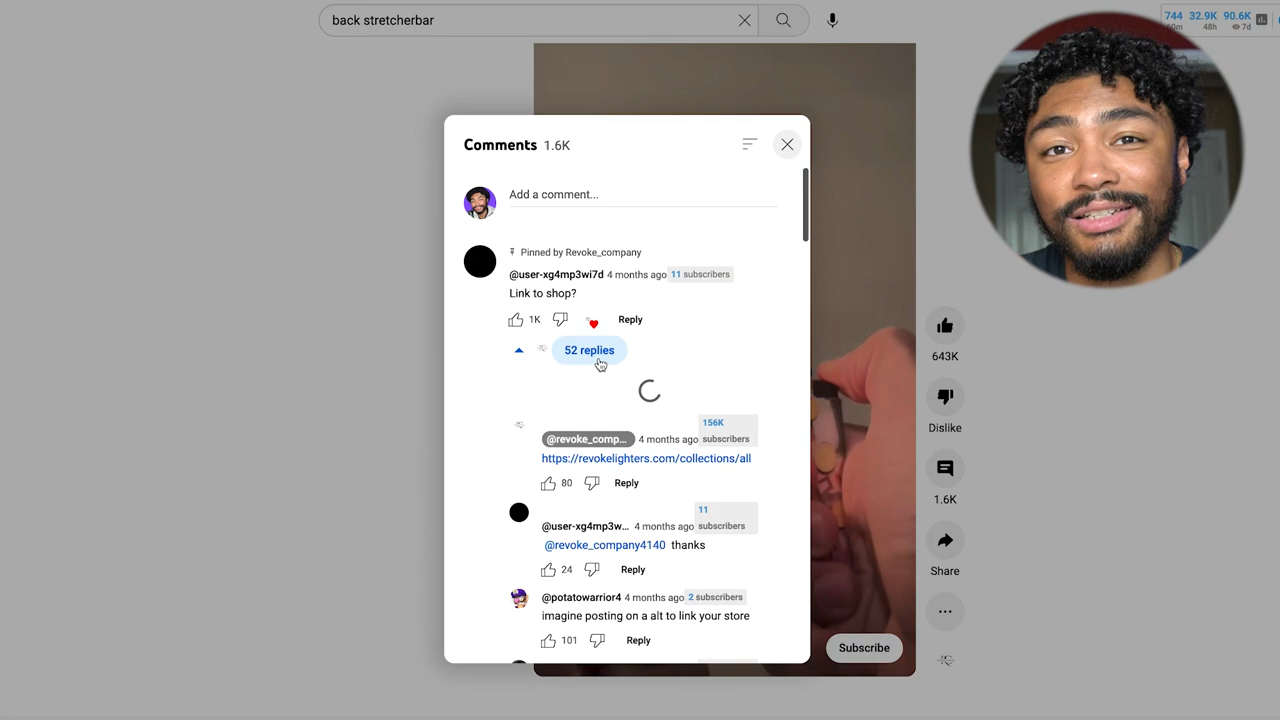 back stretcherbar
744 32.9K 90.6K
60m 48h 7d
Comments 1.6K
Add a comment...
Pinned by Revoke_company
@user-xg4mp3wi7d 4 months ago 11 subscribers
Link to shop?
1K Reply
52 replies
156K
@revoke_comp... 4 months ago subscribers
https://revokelighters.com/collections/all
80 Reply
11
@user-xg4mp3w... 4 months ago subscribers
@revoke_company4140 thanks
24 Reply
@potatowarrior4 4 months ago 2 subscribers
imagine posting on a alt to link your store
101 Reply
643K
Dislike
1.6K
Share
Subscribe